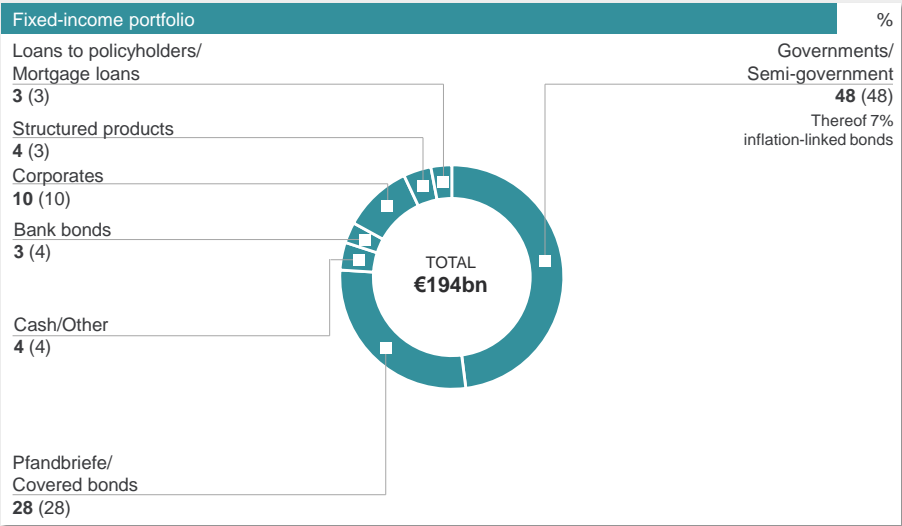 Fixed-income portfolio %
Loans to policyholders/
Mortgage loans
3 (3)
Structured products
4 (3)
Corporates
10 (10)
Bank bonds
3 (4)
Cash/Other
4 (4)
Pfandbriefe/
Covered bonds
28 (28)
TOTAL
€194bn
Governments/
Semi-government
48 (48)
Thereof 7%
inflation-linked bonds